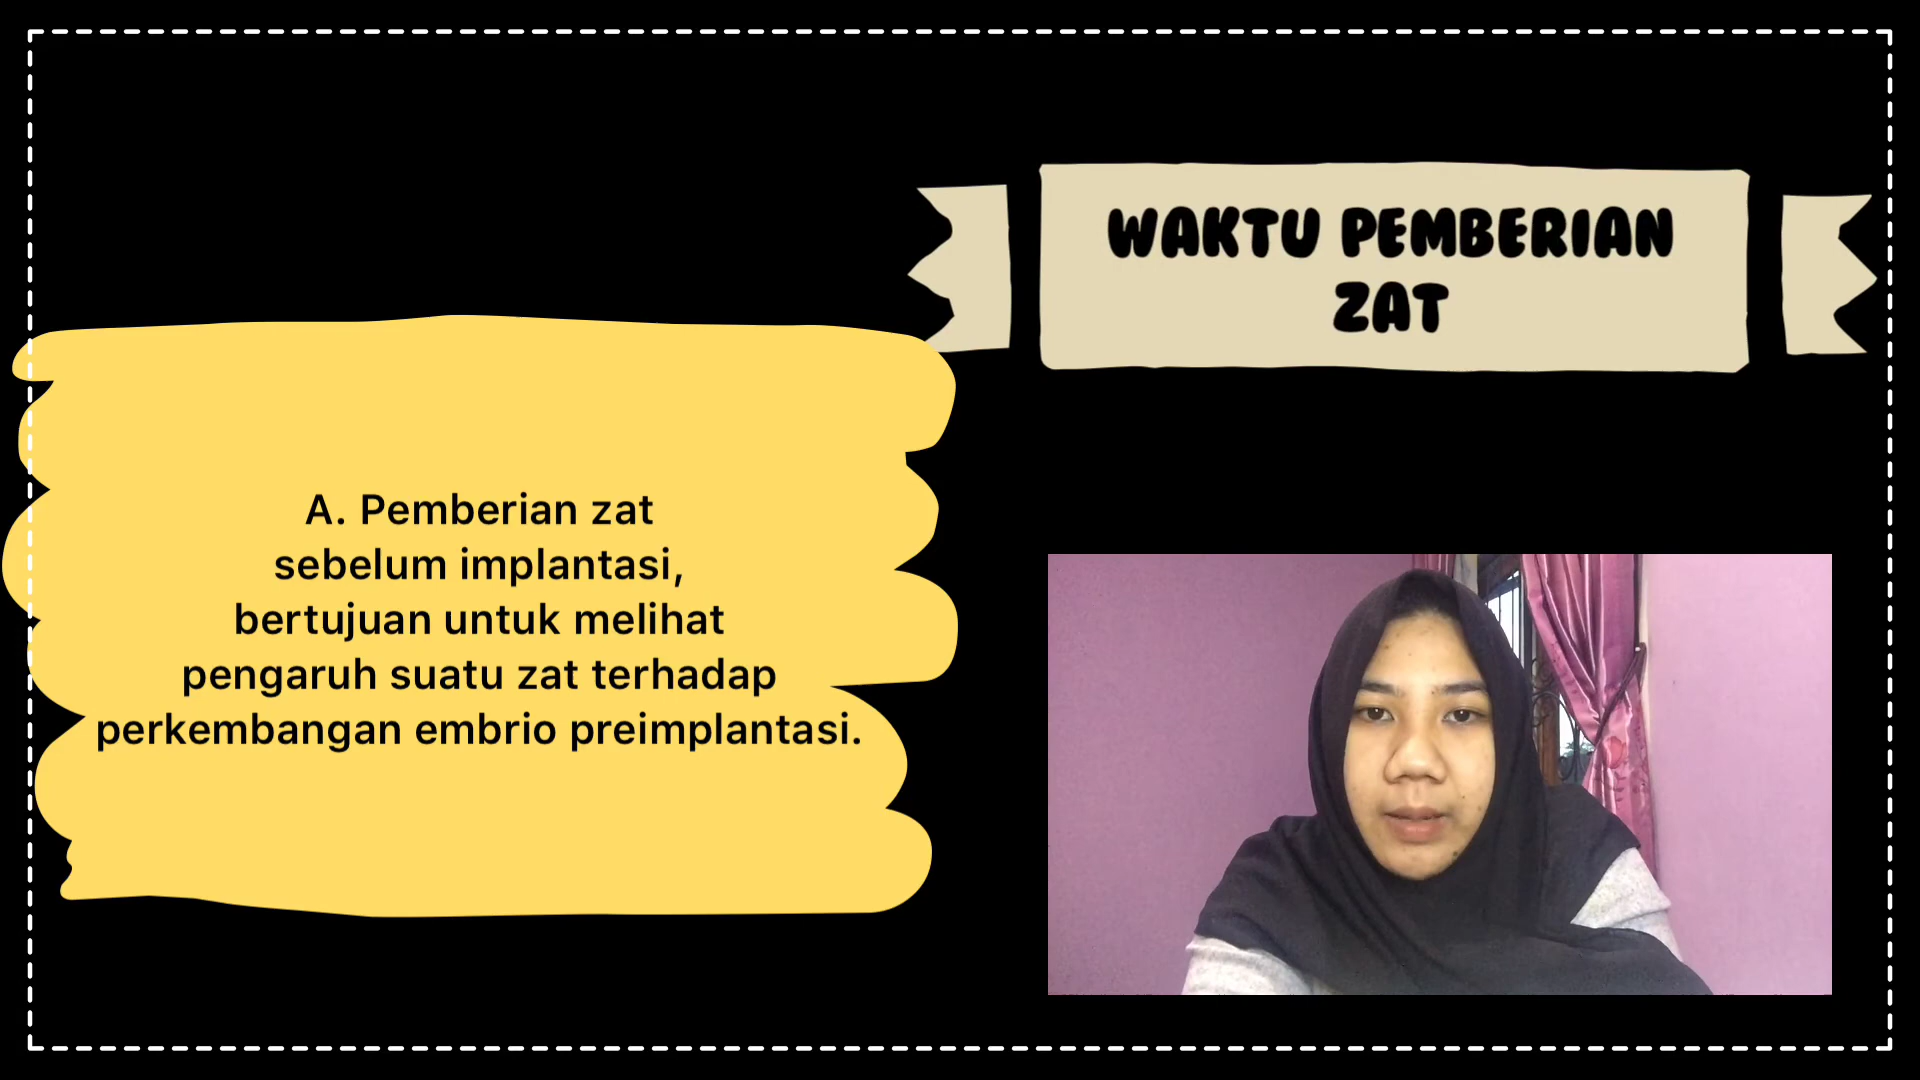 WAKTU PEMBERIAN
ZAT
A. Pemberian zat
sebelum implantasi,
bertujuan untuk melihat
pengaruh suatu zat terhadap
perkembangan embrio preimplantasi.